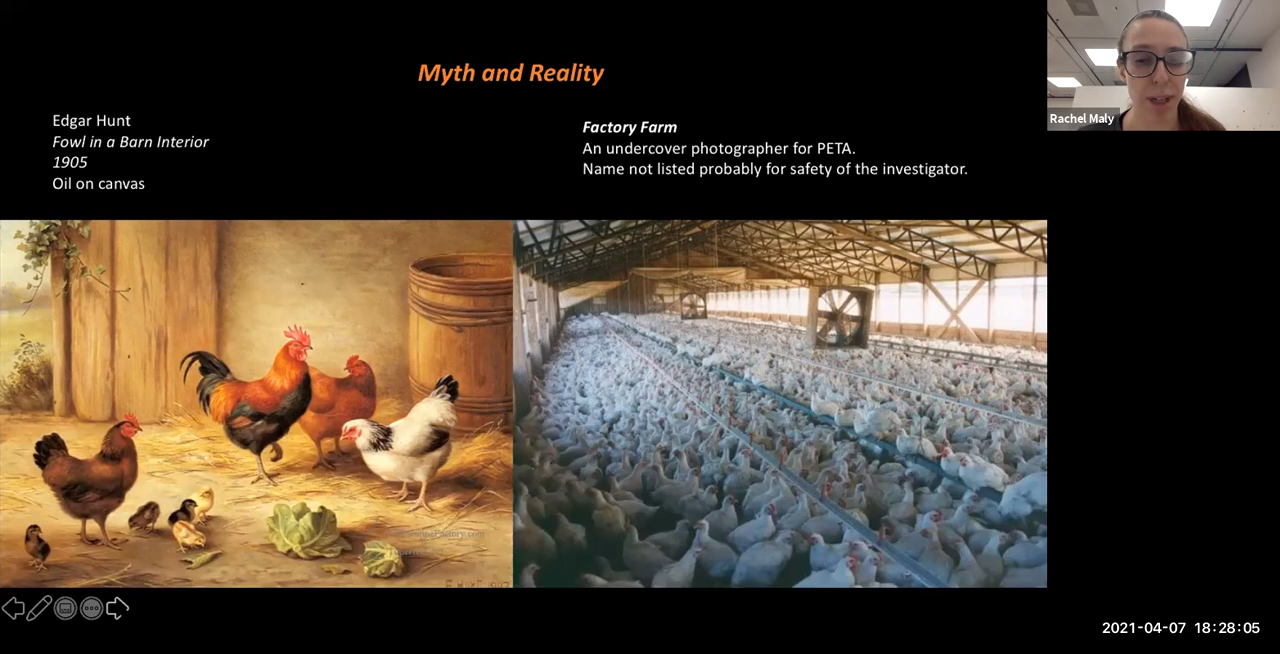 Myth and Reality
Rachel Maly
Edgar Hunt
Fowl in a Barn Interior
1905
Oil on canvas
Factory Farm
An undercover photographer for PETA.
Name not listed probably for safety of the investigator.
2021-04-07 18:28:05